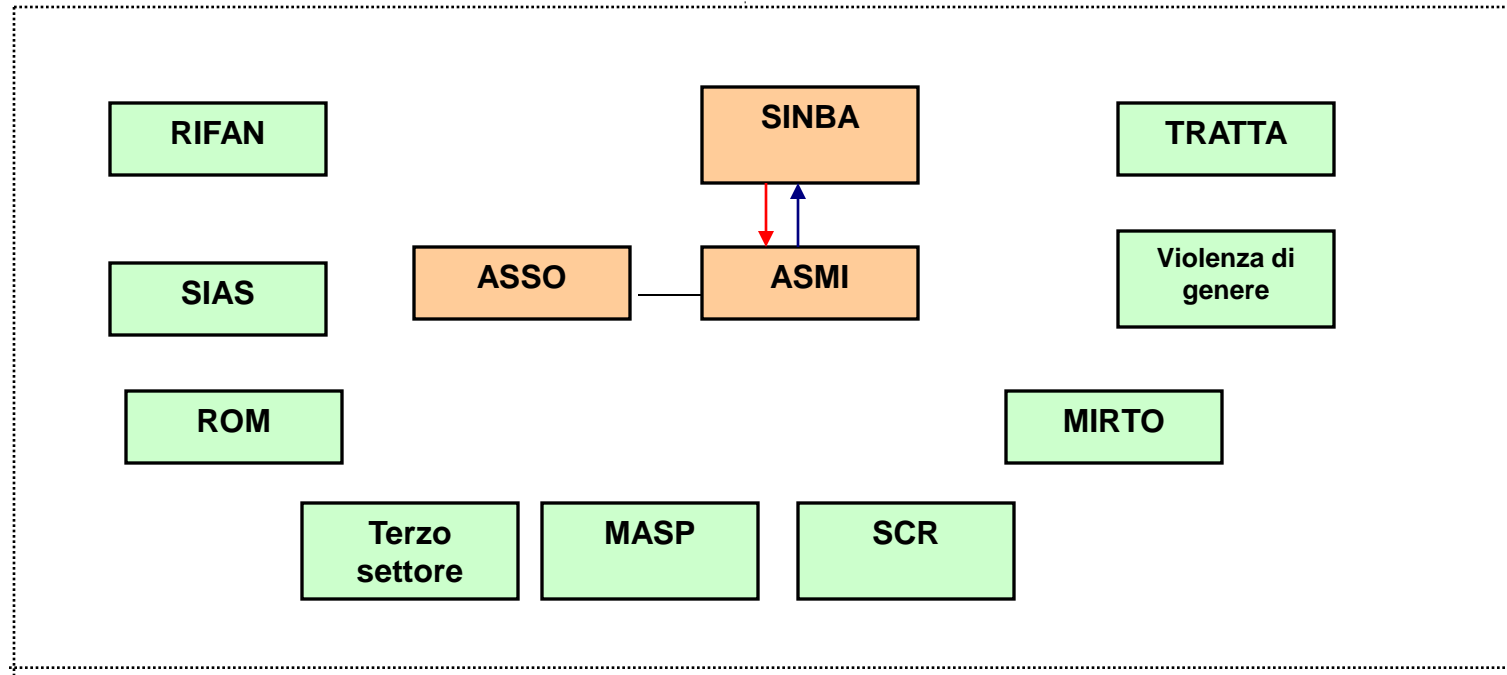 RIFAN
SINBA
TRATTA
SIAS
ASSO
ASMI
Violenza di
genere
ROM
MIRTO
Terzo
settore
MASP
SCR